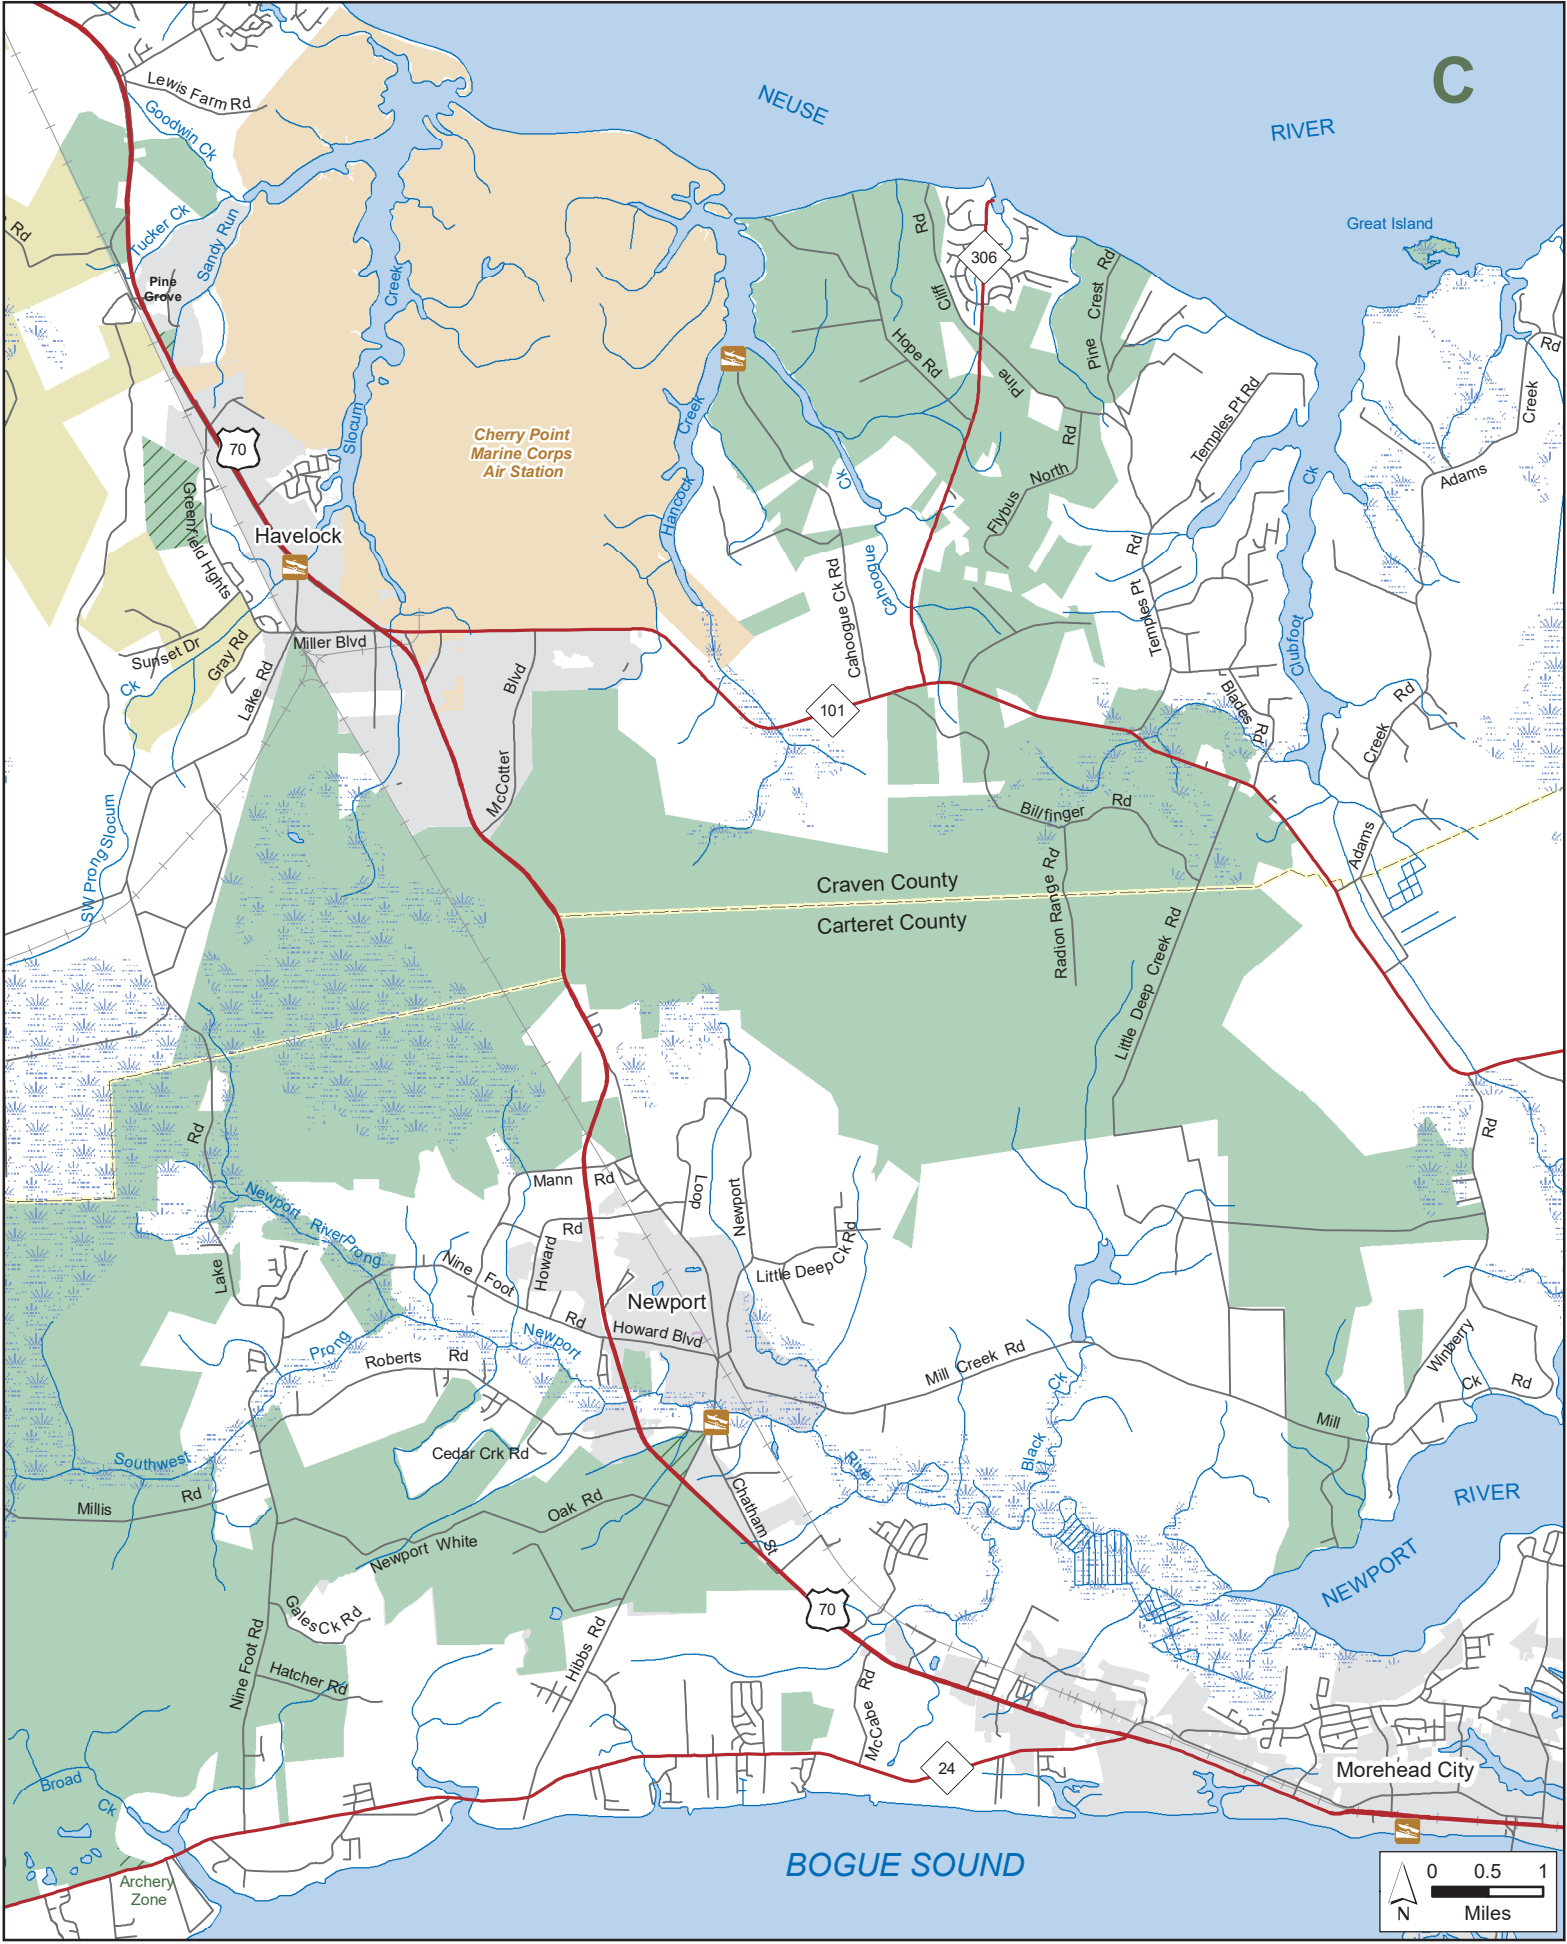 C
NEUSE
RIVER
Lewis Farm Rd
Goodwin Ck
Rd
Tucker Ck
Sandy Run
Pine
Grove
Great Island
306
Rd
Cliff
Pine
Hope Rd
Pine Crest Rd
Rd
Creek
Adams
Creek
Slocum
70
Cherry Point
Marine Corps
Air Station
Creek
Hancock
Ck
Cahoogue
Flybus North Rd
Temples Pt Rd
Ck
Clubfoot
Greenfield Hghts
Havelock
Cahoogue Ck Rd
Temples Pt Rd
Sunset Dr
Gray Rd
Miller Blvd
Lake Rd
Ck
SW Prong Slocum
McCotter Blvd
101
Blades Rd
Creek Rd
Adams
Billfinger Rd
Radion Range Rd
Little Deep Creek Rd
Craven County
Carteret County
Rd
Lake
Newport River Prong
Mann Rd
Rd
Howard
Loop
Newport
Little Deep Ck Rd
Nine Foot Rd
Newport
Howard Blvd
Newport
Rd
Winberry
Ck Rd
Prong
Roberts Rd
Mill Creek Rd
Ck
Black
Mill
Southwest
Cedar Crk Rd
River
Millis Rd
Oak Rd
Newport White
Chatham St
RIVER
NEWPORT
70
Gales Ck Rd
Nine Foot Rd
Hatcher Rd
Hibbs Rd
McCabe Rd
24
Morehead City
Broad
Ck
Archery
Zone
BOGUE SOUND
N
0 0.5 1
Miles